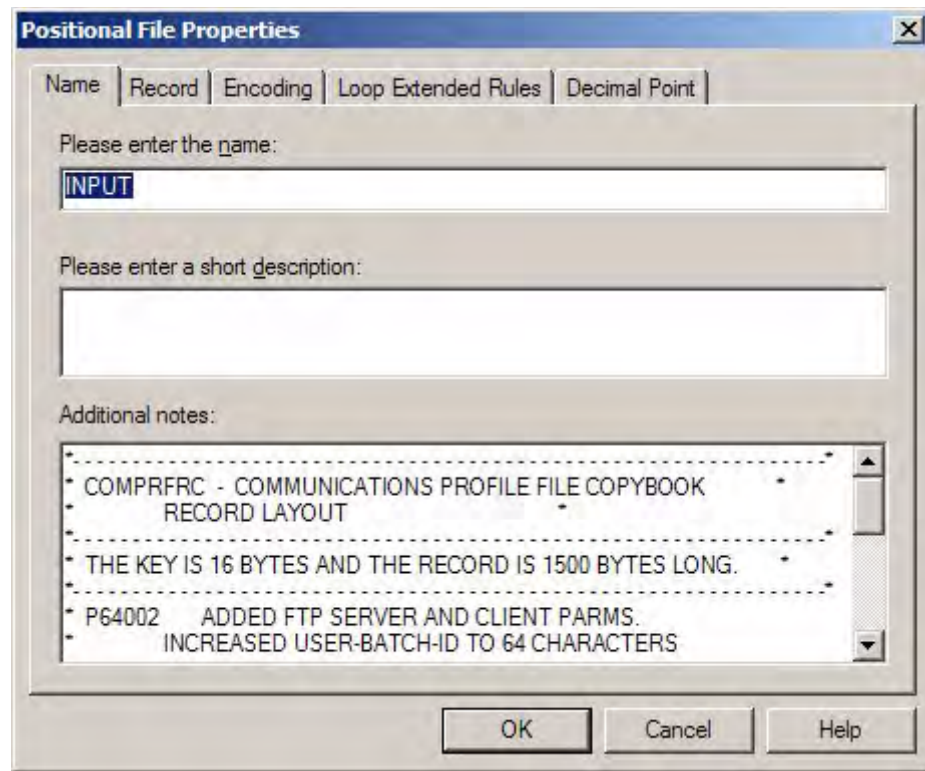 Positional File Properties
Name Record Encoding Loop Extended Rules Decimal Point
Please enter the name:
INPUT
Please enter a short description:
Additional notes:
*- - - - - - - - - - - - - - - - - - - - - - - - - - - - - - - - - - - - - - - - - - - - - - - - - - - - - - - - - - - - - - - - -*
* COMPRFRC - COMMUNICATIONS PROFILE FILE COPYBOOK *
* RECORD LAYOUT *
*- - - - - - - - - - - - - - - - - - - - - - - - - - - - - - - - - - - - - - - - - - - - - - - - - - - - - - - - - - - - - - - - -*
* THE KEY IS 16 BYTES AND THE RECORD IS 1500 BYTES LONG. *
*- - - - - - - - - - - - - - - - - - - - - - - - - - - - - - - - - - - - - - - - - - - - - - - - - - - - - - - - - - - - - - - - -*
* P64002 ADDED FTP SERVER AND CLIENT PARMS.
* INCREASED USER-BATCH-ID TO 64 CHARACTERS
OK Cancel Help